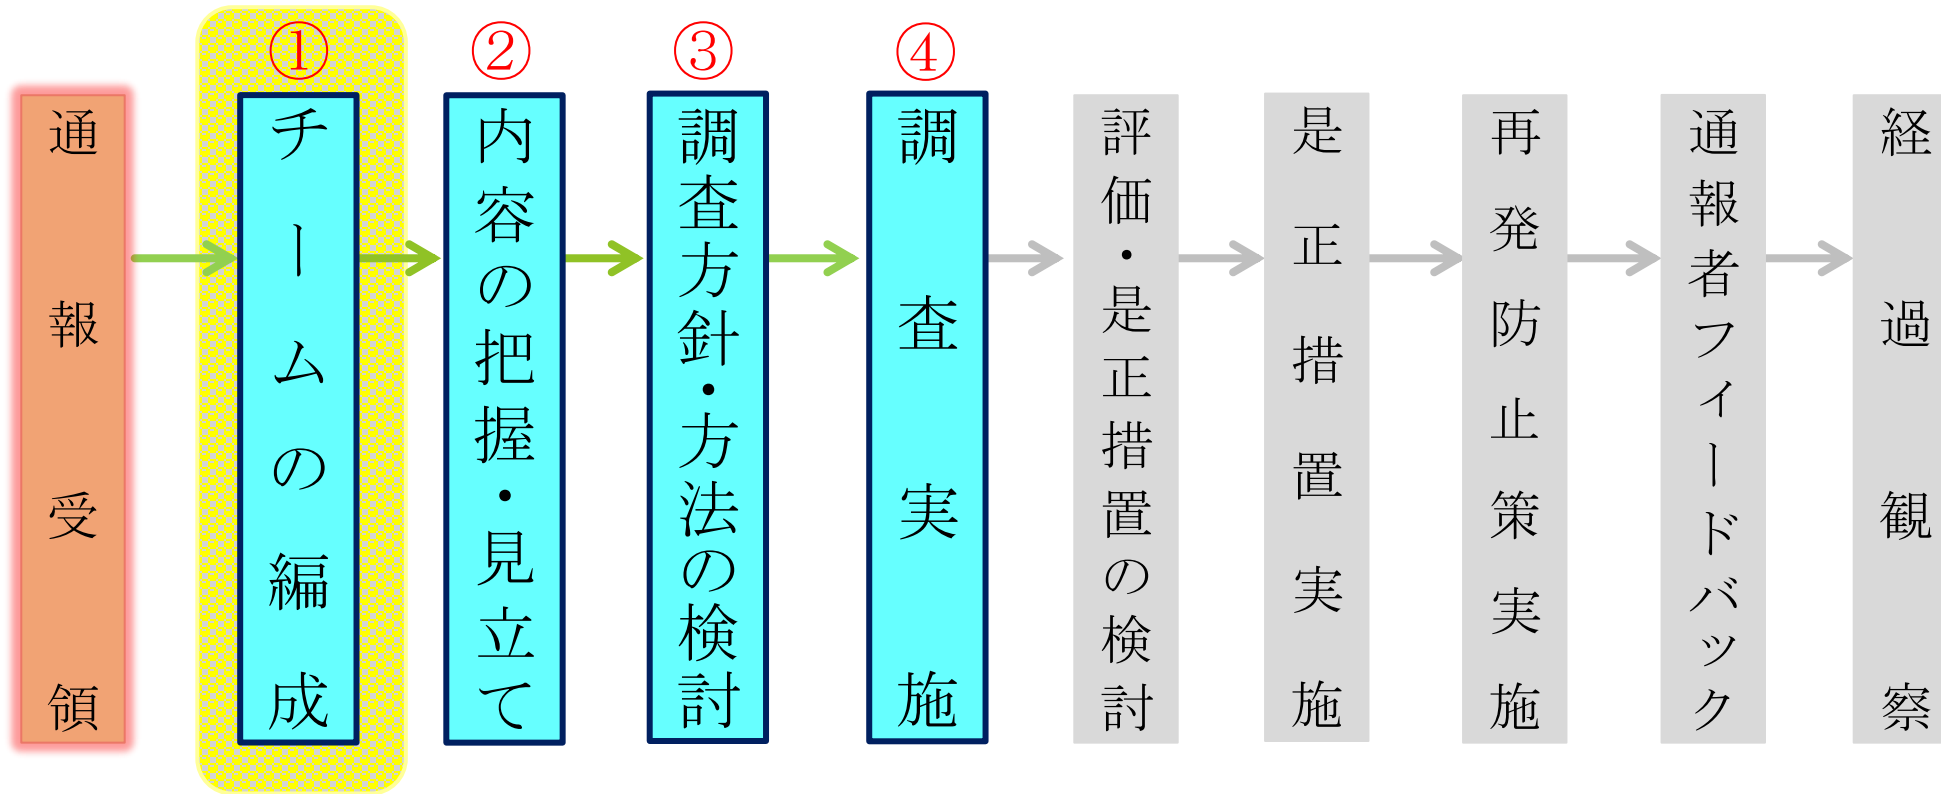 通報受領
①
チームの編成
②
内容の把握・見立て
③
調査方針・方法の検討
④
調査実施
評価・是正措置の検討
是正措置実施
再発防止策実施
通報者フィードバック
経過観察